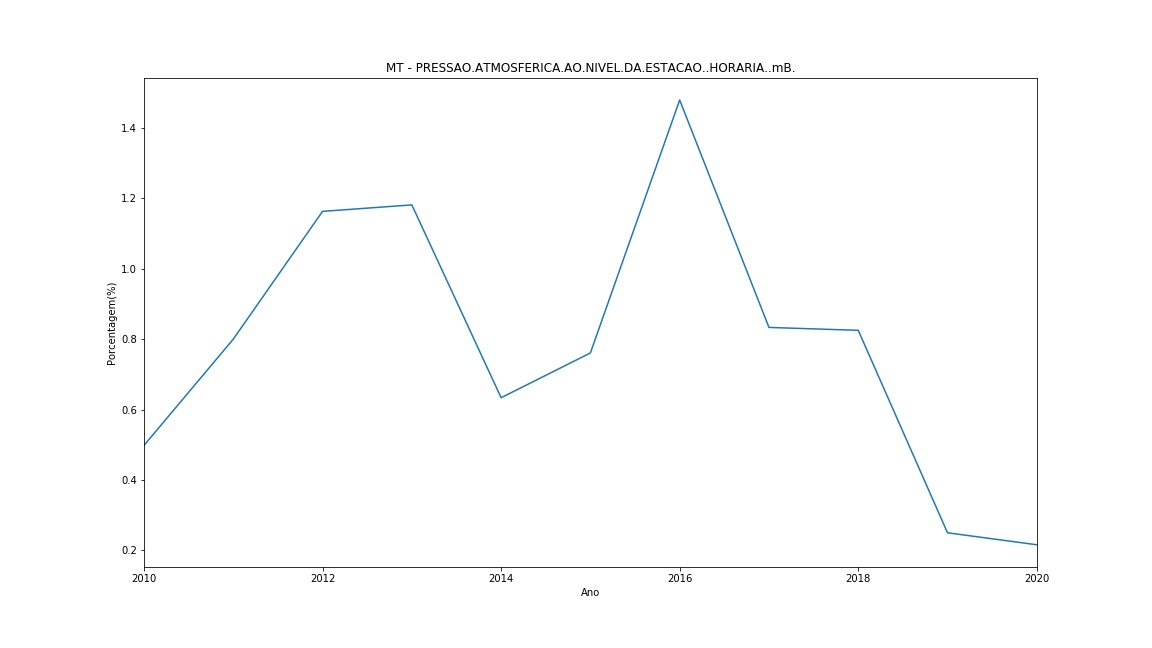 MT - PRESSAO.ATMOSFERICA.AO.NIVEL.DA.ESTACAO..HORARIA..mB.
Porcentagem(%)
1.4
1.2
1.0
0.8
0.6
0.4
0.2
2010 2012 2014 2016 2018 2020
Ano